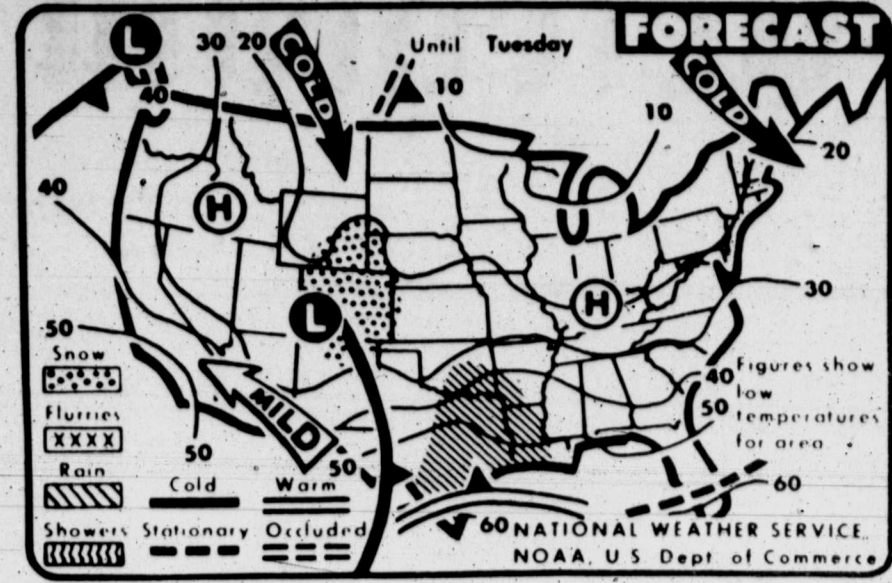 FORECAST
Until Tuesday
L
30 20
COLD
COLD
10
10
40
20
40
H
H
30
L
50
MILD
50
50
40
50
60
60
Figures show
low
temperatures
for area.
Snow
Flurries
Rain
Showers
Cold
Warm
Stationary
Occluded
NATIONAL WEATHER SERVICE,
NOAA, U.S. Dept. of Commerce